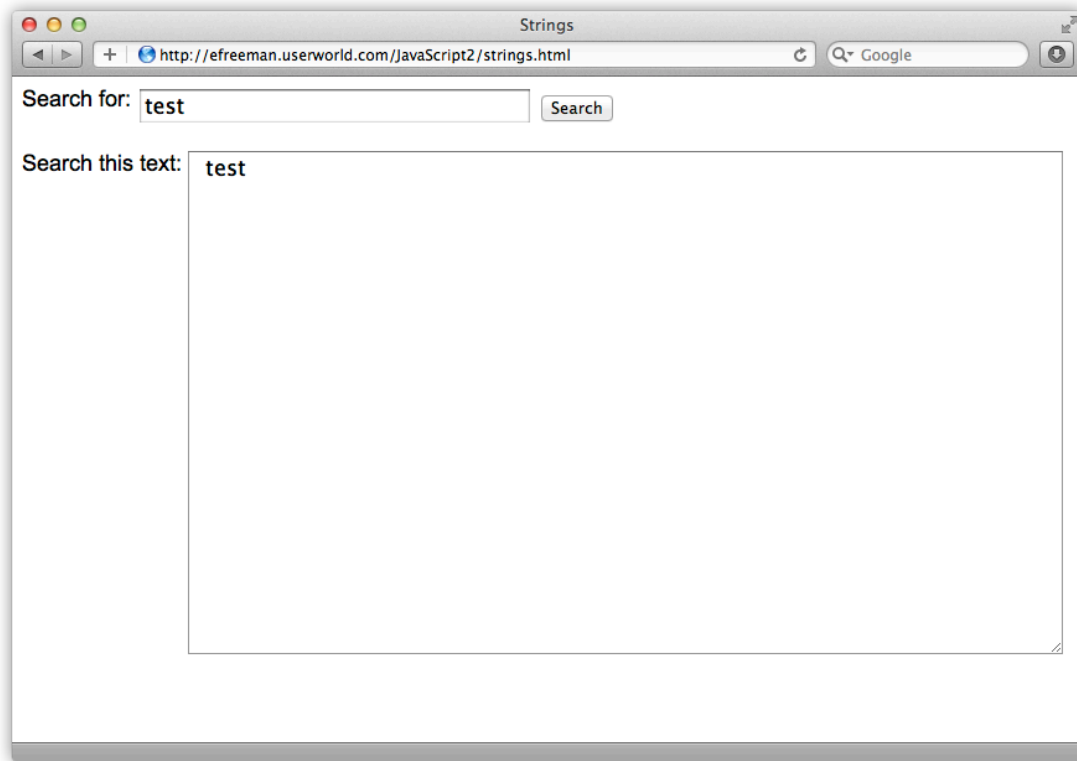 Strings
+ http://efreeman.userworld.com/JavaScript2/strings.html Google
Search for: test Search
Search this text: test